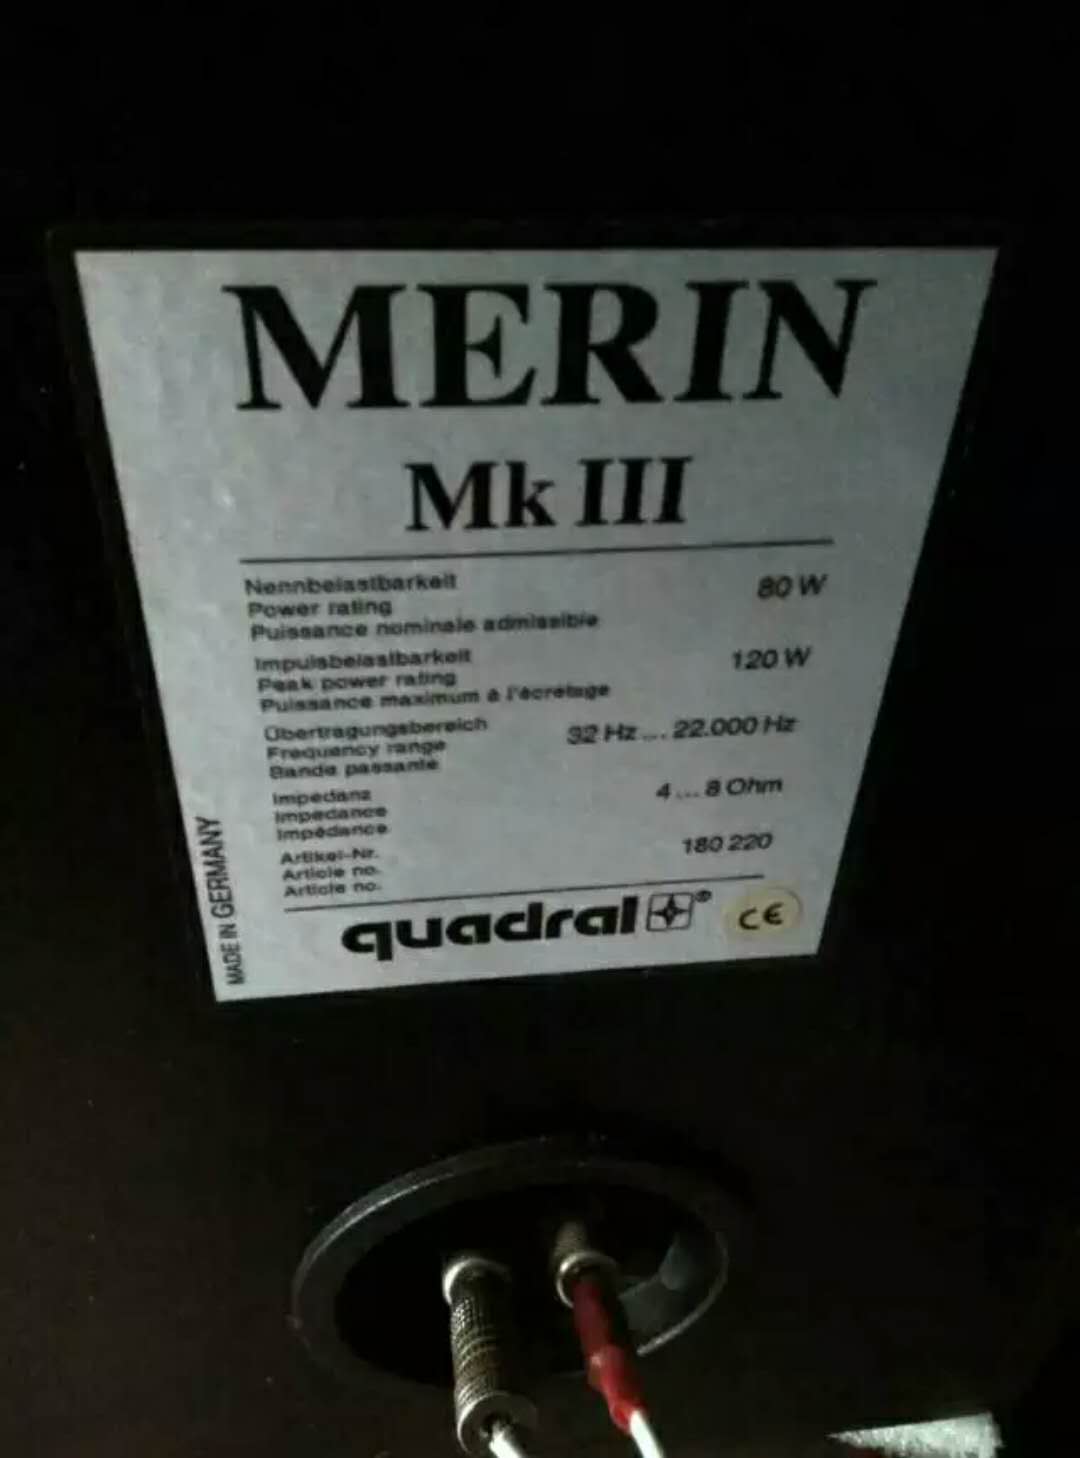 MERIN
Mk III
Nennbelastbarkeit
Power rating
Puissance nominale admissible
80 W
Impulsbelastbarkeit
Peak power rating
Puissance maximum à l'écrêtage
120 W
Übertragungsbereich
Frequency range
Bande passante
32 Hz ... 22.000 Hz
Impedanz
Impedance
Impédance
4 ... 8 Ohm
Artikel-Nr.
Article no.
Article no.
180 220
MADE IN GERMANY
quadral ®
CE